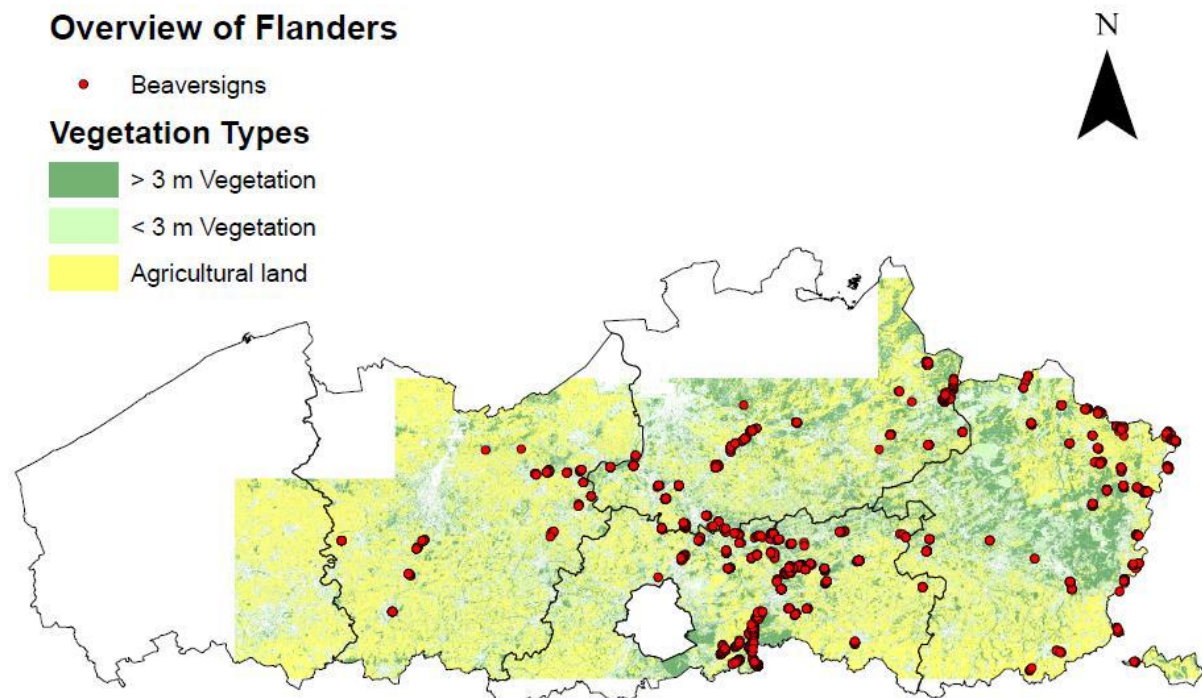 Overview of Flanders
Beaversigns
Vegetation Types
> 3 m Vegetation
< 3 m Vegetation
Agricultural land
N